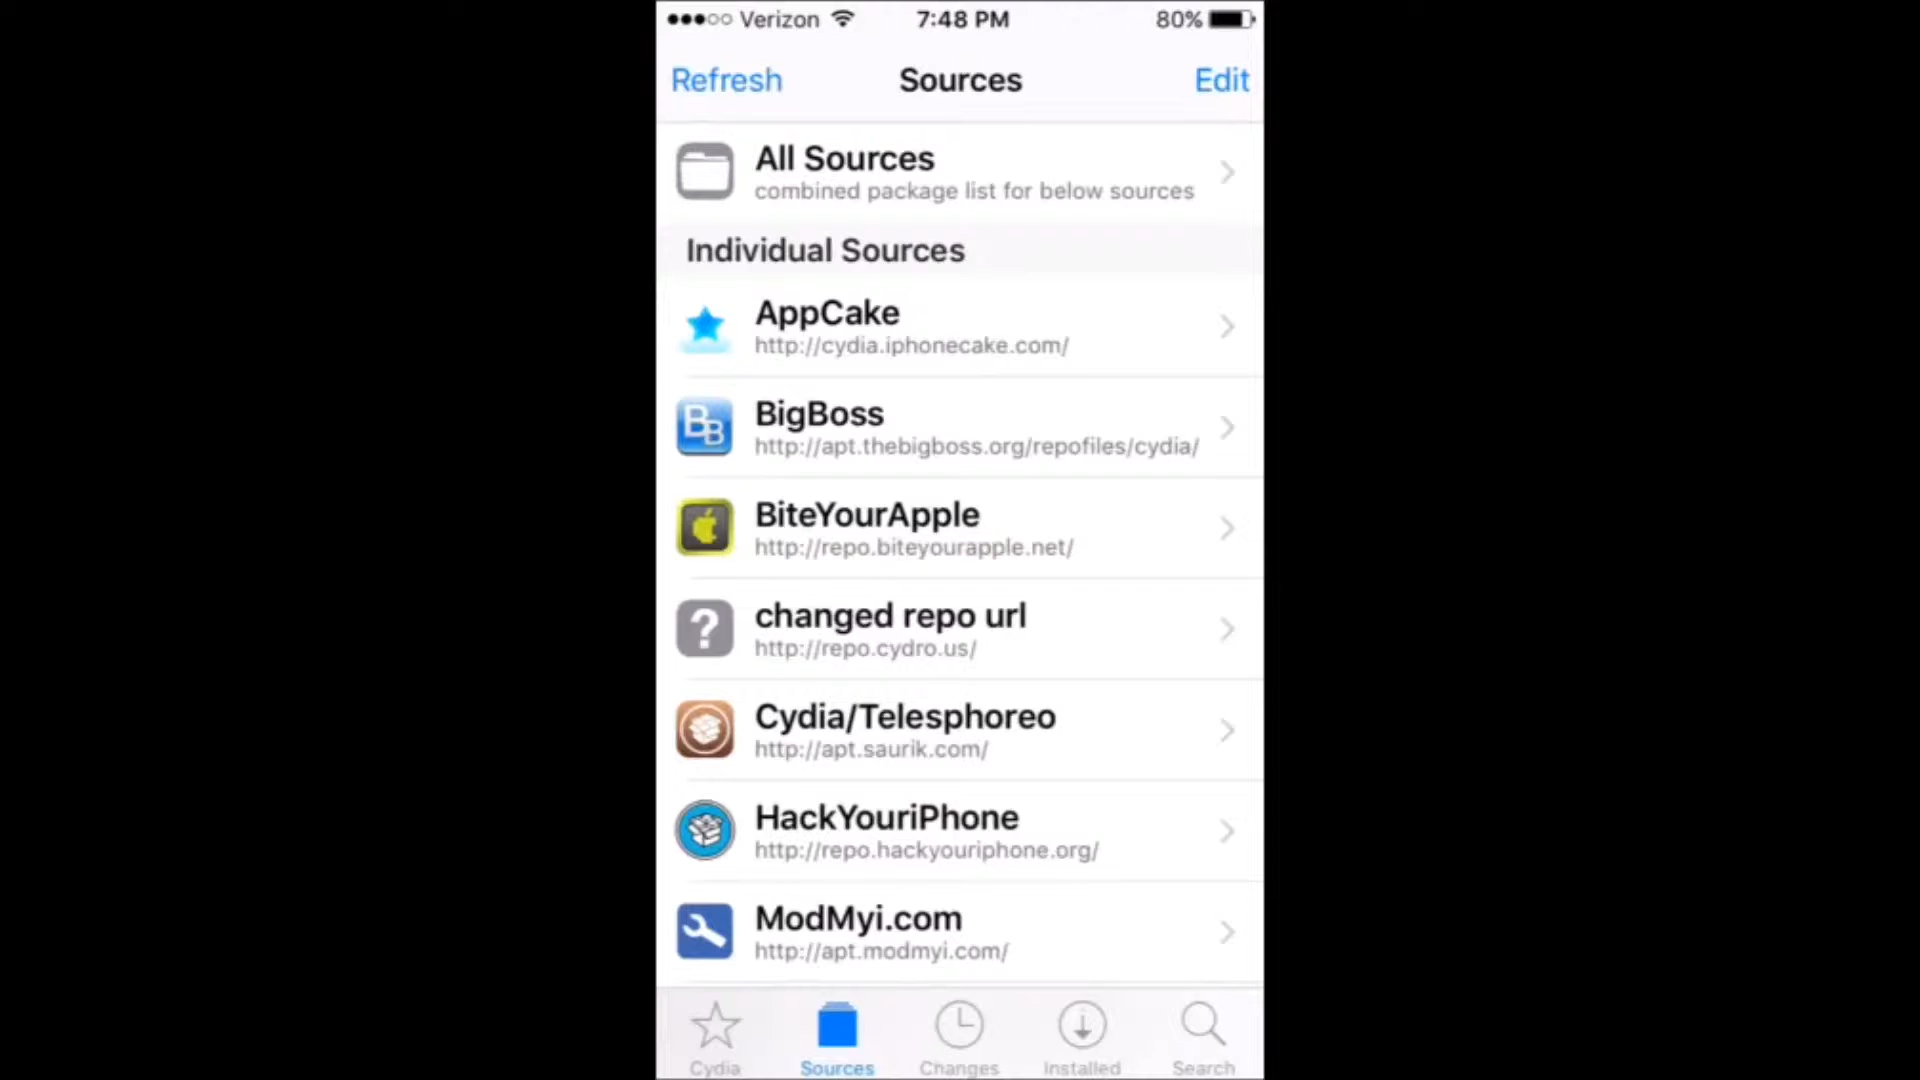 Verizon 7:48 PM 80%
Refresh Sources Edit
All Sources
combined package list for below sources
Individual Sources
AppCake
http://cydia.iphonecake.com/
BB
BigBoss
http://apt.thebigboss.org/repofiles/cydia/
BiteYourApple
http://repo.biteyourapple.net/
?
changed repo url
http://repo.cydro.us/
Cydia/Telesphoreo
http://apt.saurik.com/
HackYouriPhone
http://repo.hackyouriphone.org/
ModMyi.com
http://apt.modmyi.com/
Cydia Sources Changes Installed Search